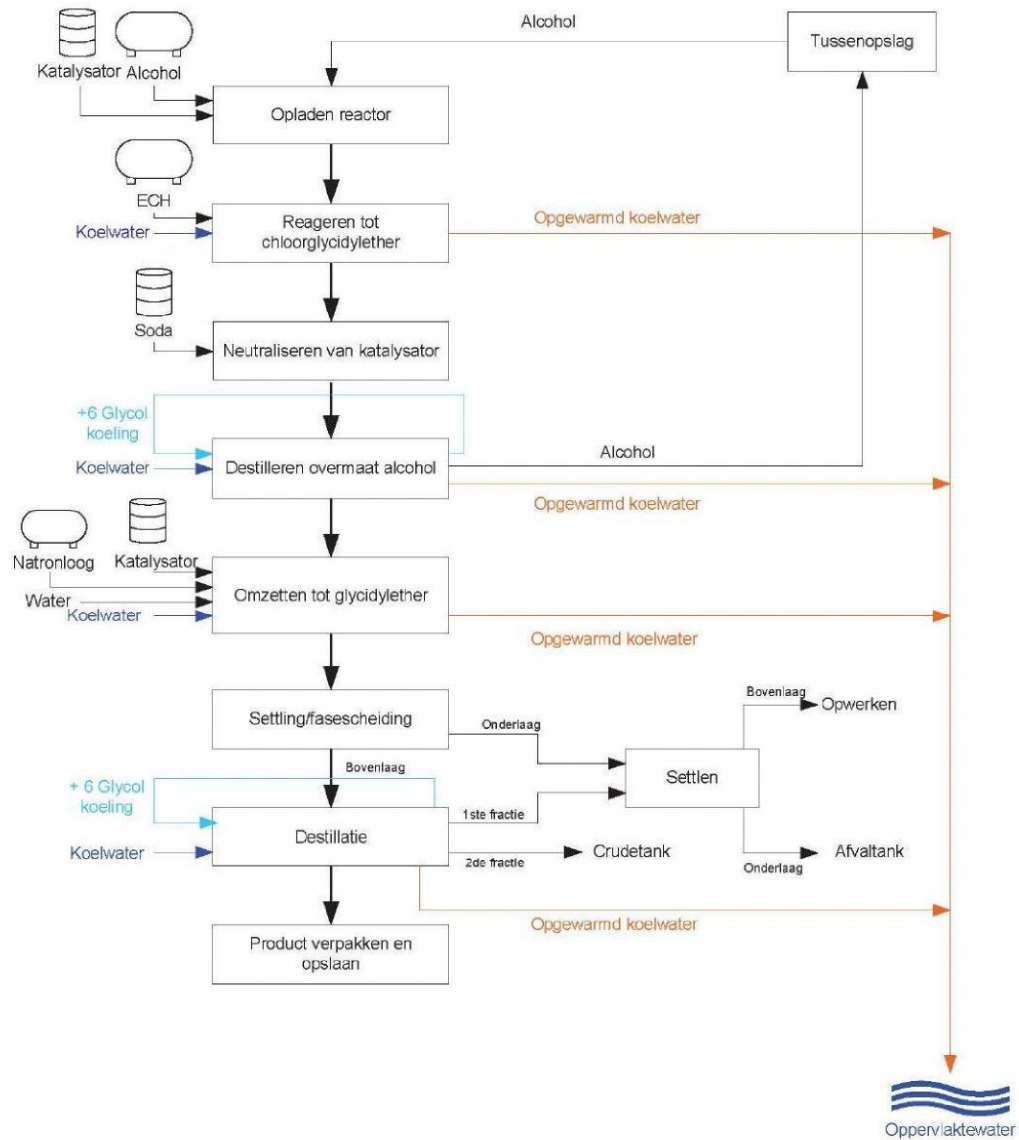 Alcohol
Tussenopslag
Katalysator
Alcohol
Opladen reactor
ECH
Koelwater
Reageren tot
chloorglycidylether
Opgewarmd koelwater
Soda
Neutraliseren van katalysator
+6 Glycol
koeling
Koelwater
Destilleren overmaat alcohol
Alcohol
Opgewarmd koelwater
Natronloog
Katalysator
Water
Koelwater
Omzetten tot glycidylether
Opgewarmd koelwater
Settling/fasescheiding
Onderlaag
Bovenlaag
Opwerken
Settlen
Bovenlaag
+ 6 Glycol
koeling
1ste fractie
Destillatie
Koelwater
2de fractie
Crudetank
Onderlaag
Afvaltank
Opgewarmd koelwater
Product verpakken en
opslaan
Oppervlaktewater